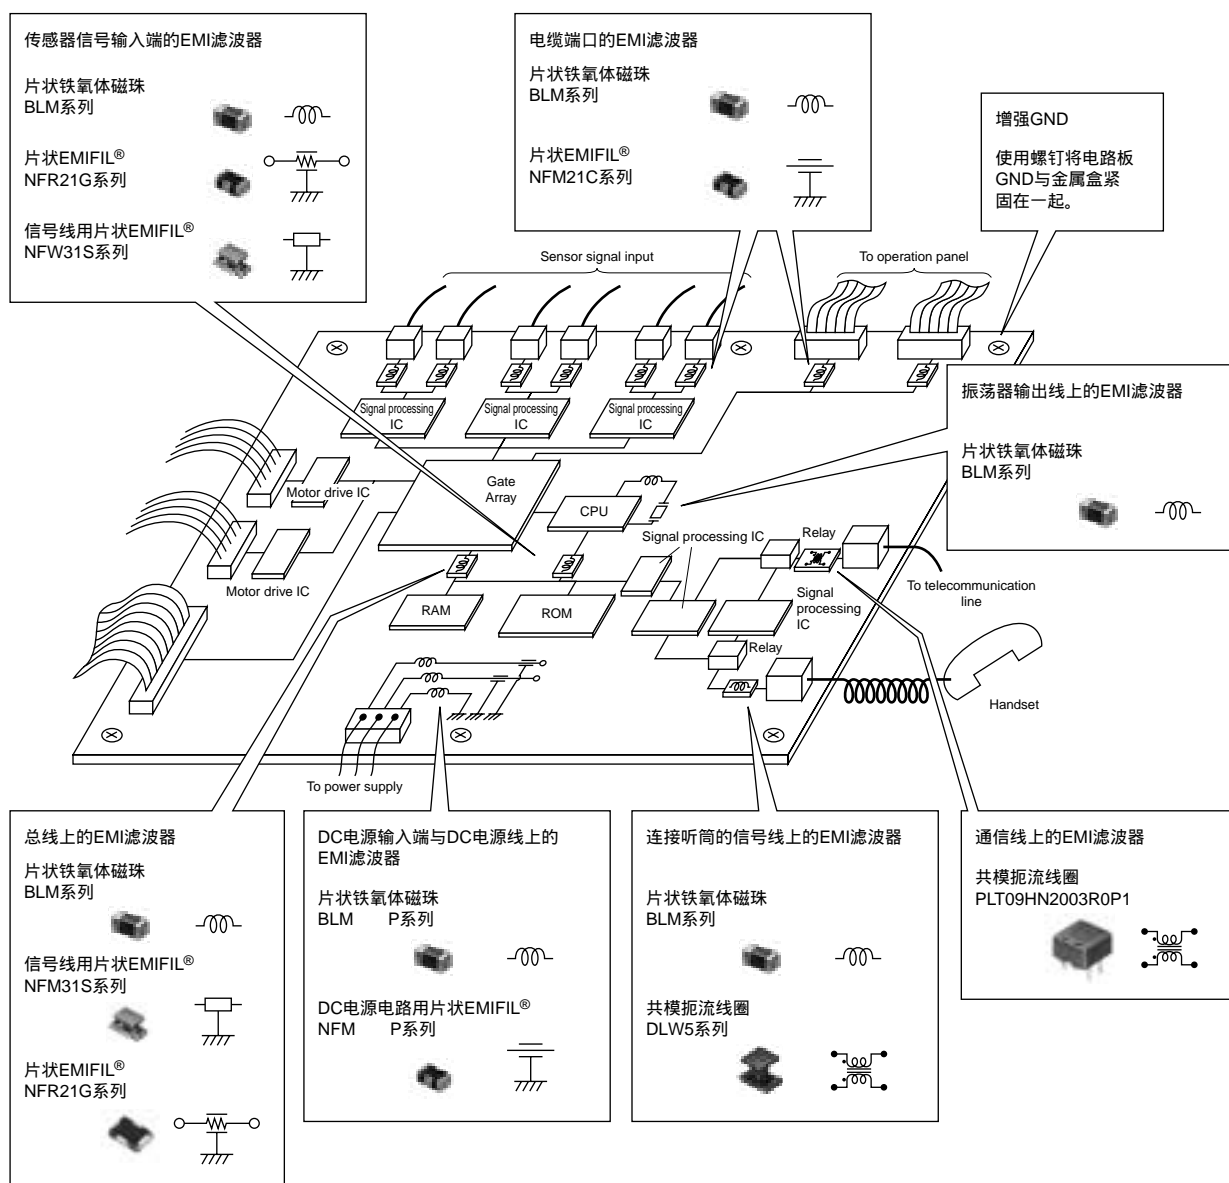 传感器信号输入端的EMI滤波器
片状铁氧体磁珠
BLM系列
片状EMIFIL®
NFR21G系列
信号线用片状EMIFIL®
NFW31S系列
电缆端口的EMI滤波器
片状铁氧体磁珠
BLM系列
片状EMIFIL®
NFM21C系列
增强GND
使用螺钉将电路板
GND与金属盒紧
固在一起。
Sensor signal input
To operation panel
振荡器输出线上的EMI滤波器
片状铁氧体磁珠
BLM系列
Signal processing
IC
Signal processing
IC
Signal processing
IC
Motor drive IC
Gate
Array
CPU
Signal processing IC
Relay
Motor drive IC
RAM
ROM
Signal
processing
IC
To telecommunication
line
Relay
Handset
To power supply
总线上的EMI滤波器
片状铁氧体磁珠
BLM系列
信号线用片状EMIFIL®
NFM31S系列
片状EMIFIL®
NFR21G系列
DC电源输入端与DC电源线上的
EMI滤波器
片状铁氧体磁珠
BLM P系列
DC电源电路用片状EMIFIL®
NFM P系列
连接听筒的信号线上的EMI滤波器
片状铁氧体磁珠
BLM系列
共模扼流线圈
DLW5系列
通信线上的EMI滤波器
共模扼流线圈
PLT09HN2003R0P1